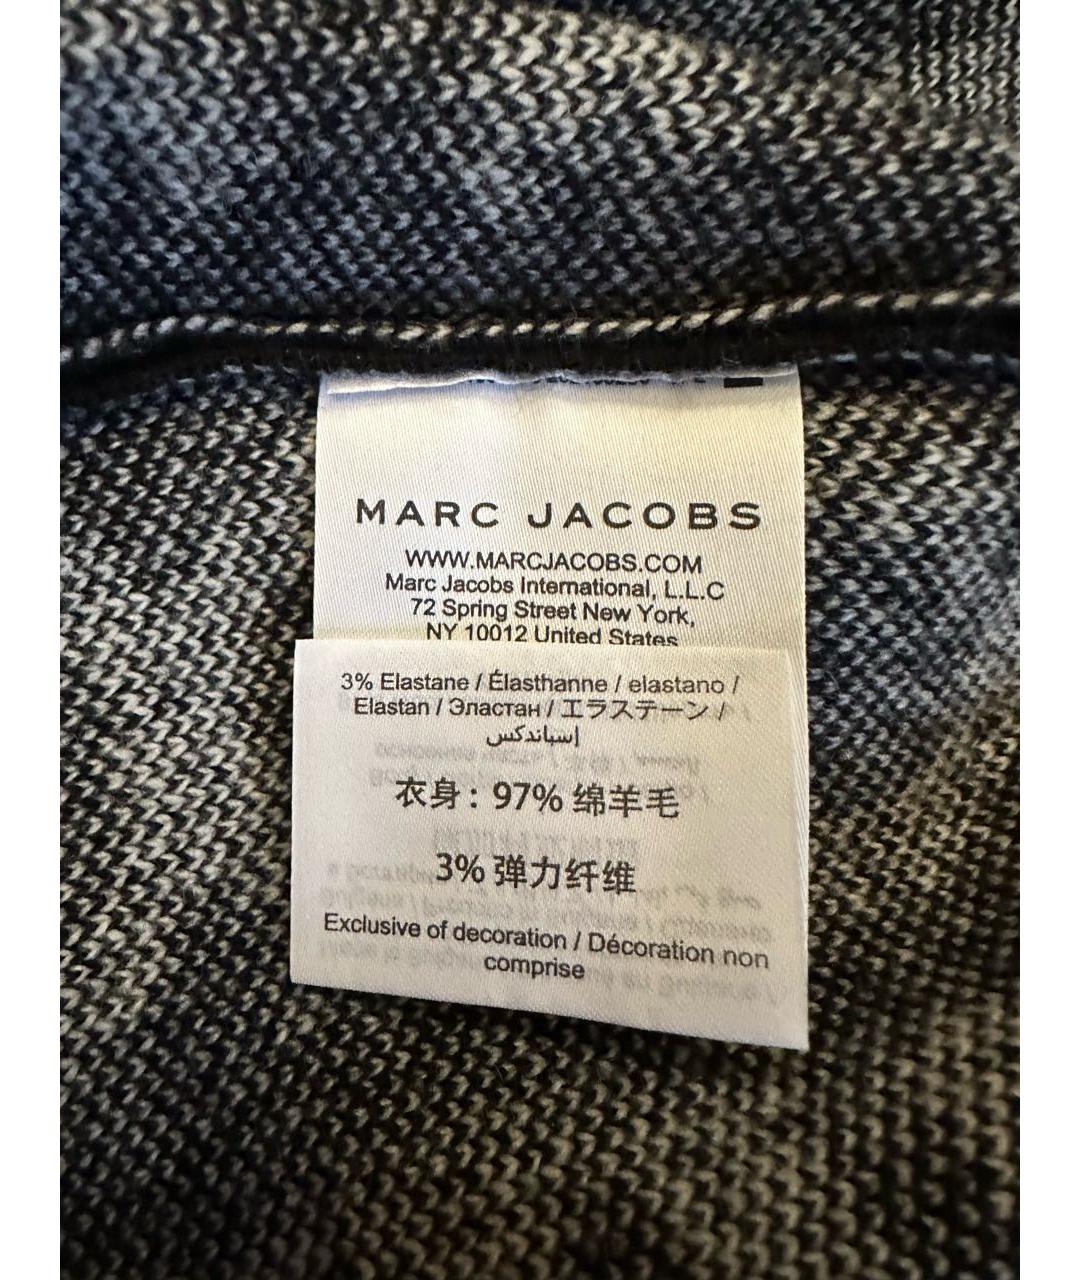 MARC JACOBS
WWW.MARCJACOBS.COM
Marc Jacobs International, L.L.C
72 Spring Street New York,
NY 10012 United States
3% Elastane / Élasthanne / elastano /
Elastan / Эластан / エラステーン /
إسباندكس
衣身: 97% 绵羊毛
3% 弹力纤维
Exclusive of decoration / Décoration non
comprise